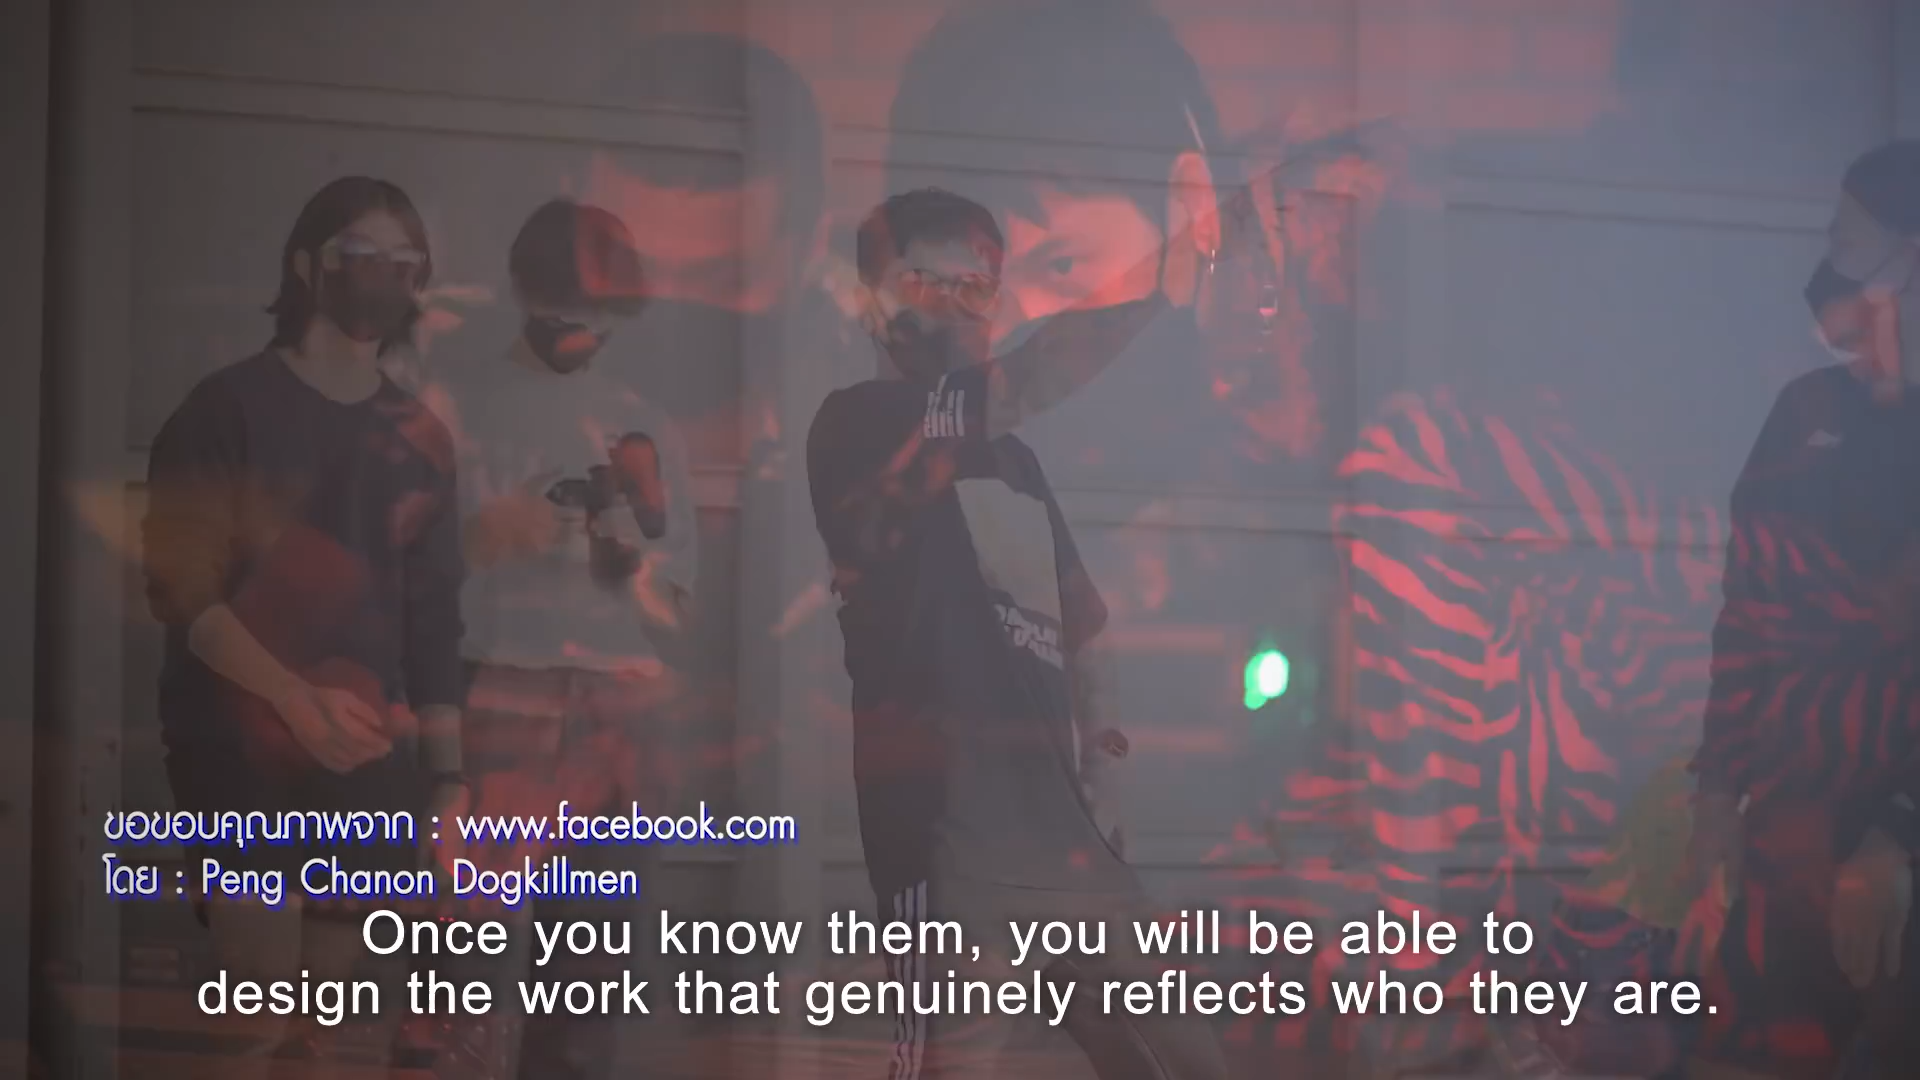 ขอขอบคุณภาพจาก : www.facebook.com
โดย : Peng Chanon Dogkillmen
Once you know them, you will be able to
design the work that genuinely reflects who they are.